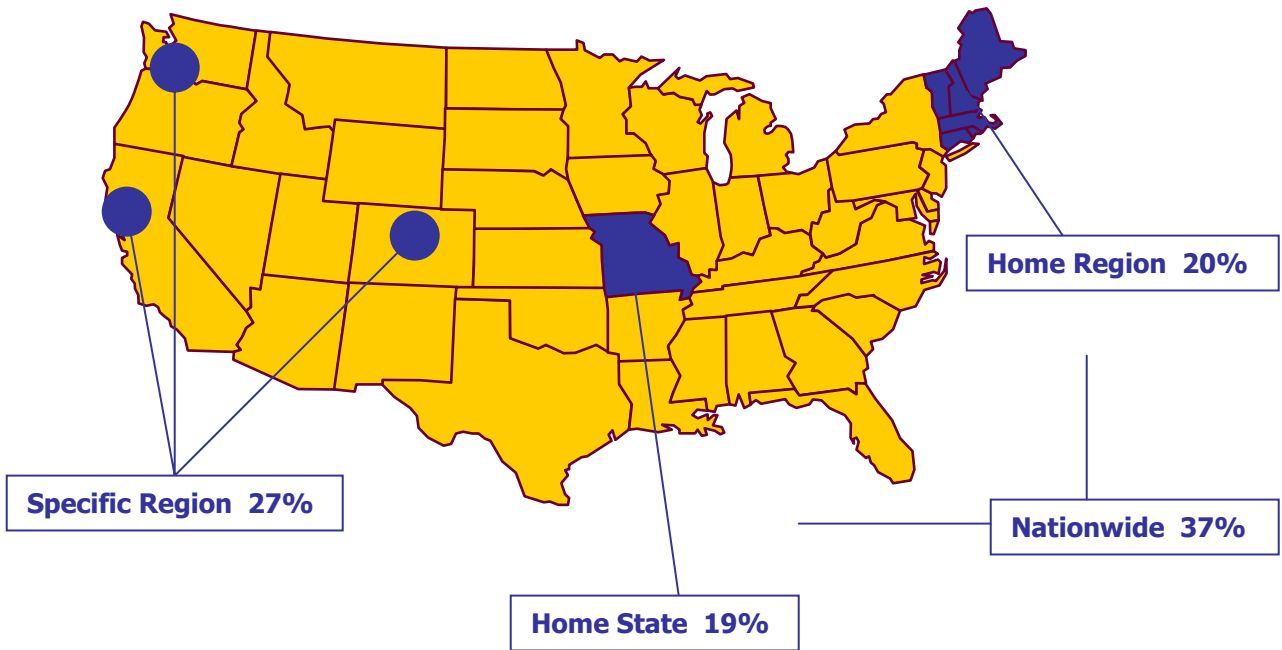 Home Region 20%
Specific Region 27%
Nationwide 37%
Home State 19%